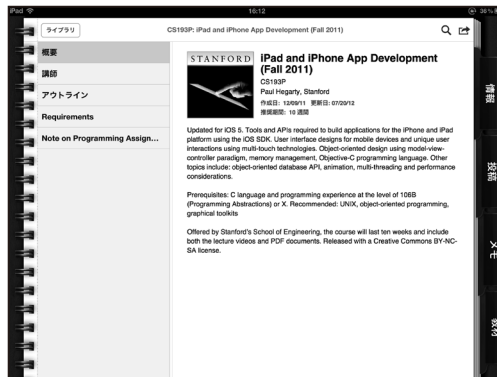 iPad
16:12
30%
ライブラリ
CS193P: iPad and iPhone App Development (Fall 2011)
概要
講師
アウトライン
Requirements
Note on Programming Assign...
STANFORD
iPad and iPhone App Development
(Fall 2011)
CS193P
Paul Hegarty, Stanford
作成日: 12/09/11 更新日: 07/20/12
推奨期間: 10 週間
Updated for iOS 5. Tools and APIs required to build applications for the iPhone and iPad
platform using the iOS SDK. User interface designs for mobile devices and unique user
interactions using multi-touch technologies. Object-oriented design using model-view-
controller paradigm, memory management, Objective-C programming language. Other
topics include: object-oriented database API, animation, multi-threading and performance
considerations.
Prerequisites: C language and programming experience at the level of 106B
(Programming Abstractions) or X. Recommended: UNIX, object-oriented programming,
graphical toolkits
Offered by Stanford's School of Engineering, the course will last ten weeks and include
both the lecture videos and PDF documents. Released with a Creative Commons BY-NC-
SA license.
情報
投稿
メモ
教材